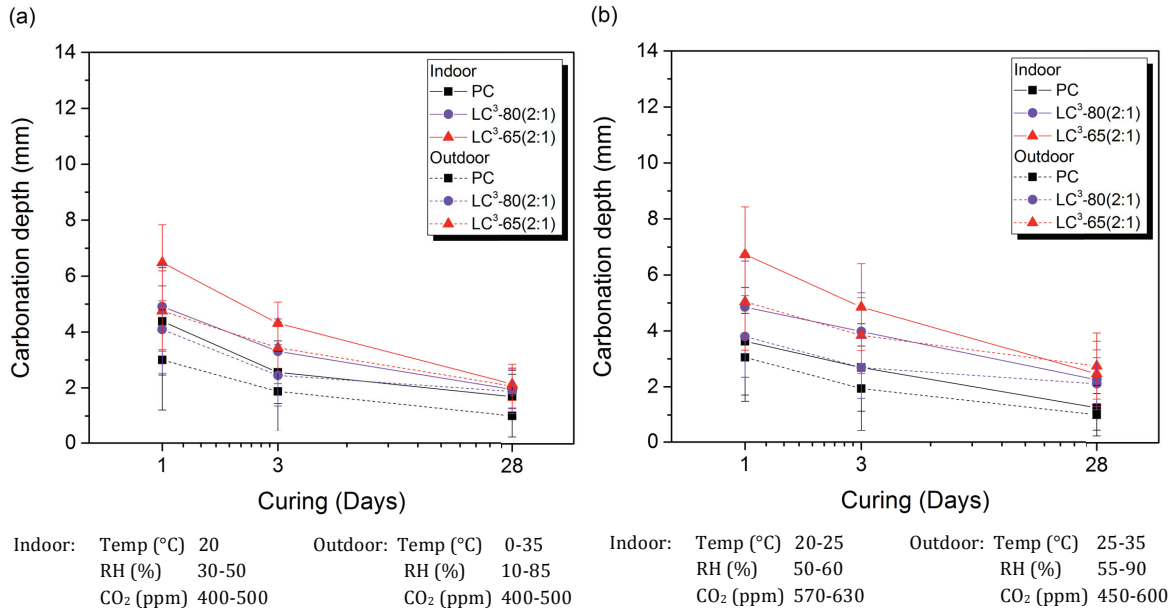 (a)
Carbonation depth (mm)
14
12
10
8
6
4
2
0
Indoor
PC
LC³-80(2:1)
LC³-65(2:1)
Outdoor
PC
LC³-80(2:1)
LC³-65(2:1)
1
3
28
Curing (Days)
Indoor: Temp (°C) 20
RH (%) 30-50
CO₂ (ppm) 400-500
Outdoor: Temp (°C) 0-35
RH (%) 10-85
CO₂ (ppm) 400-500
(b)
Carbonation depth (mm)
14
12
10
8
6
4
2
0
Indoor
PC
LC³-80(2:1)
LC³-65(2:1)
Outdoor
PC
LC³-80(2:1)
LC³-65(2:1)
1
3
28
Curing (Days)
Indoor: Temp (°C) 20-25
RH (%) 50-60
CO₂ (ppm) 570-630
Outdoor: Temp (°C) 25-35
RH (%) 55-90
CO₂ (ppm) 450-600